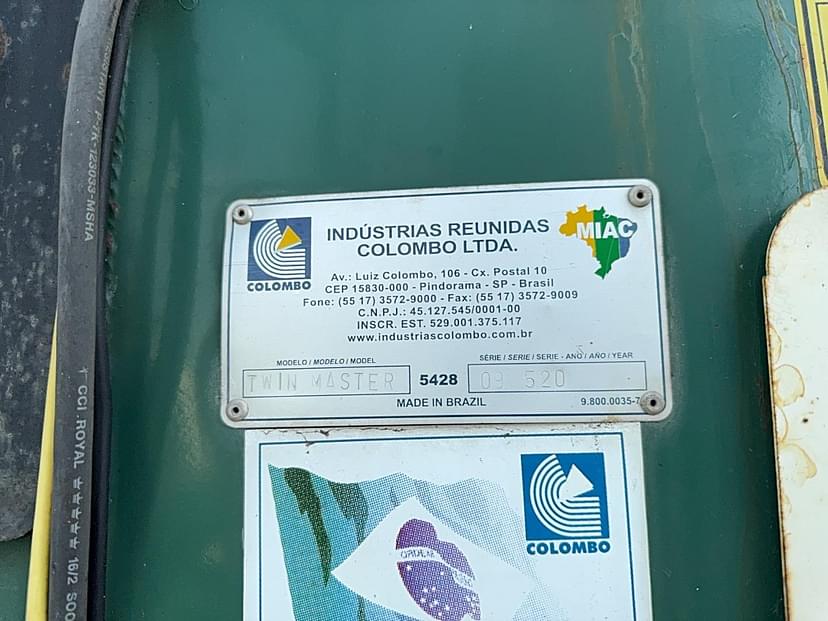 P-7K-123033-MSHA
INDÚSTRIAS REUNIDAS
COLOMBO LTDA.
MIAC
COLOMBO
Av.: Luiz Colombo, 106 - Cx. Postal 10
CEP 15830-000 - Pindorama - SP - Brasil
Fone: (55 17) 3572-9000 - Fax: (55 17) 3572-9009
C.N.P.J.: 45.127.545/0001-00
INSCR. EST. 529.001.375.117
www.industriascolombo.com.br
MODELO / MODELO / MODEL
SÉRIE / SERIE / SERIE - ANO / AÑO / YEAR
TWIN MASTER 5428 09 520
MADE IN BRAZIL 9.800.0035-7
CCI ROYAL ★★★★★ 16/2
COLOMBO